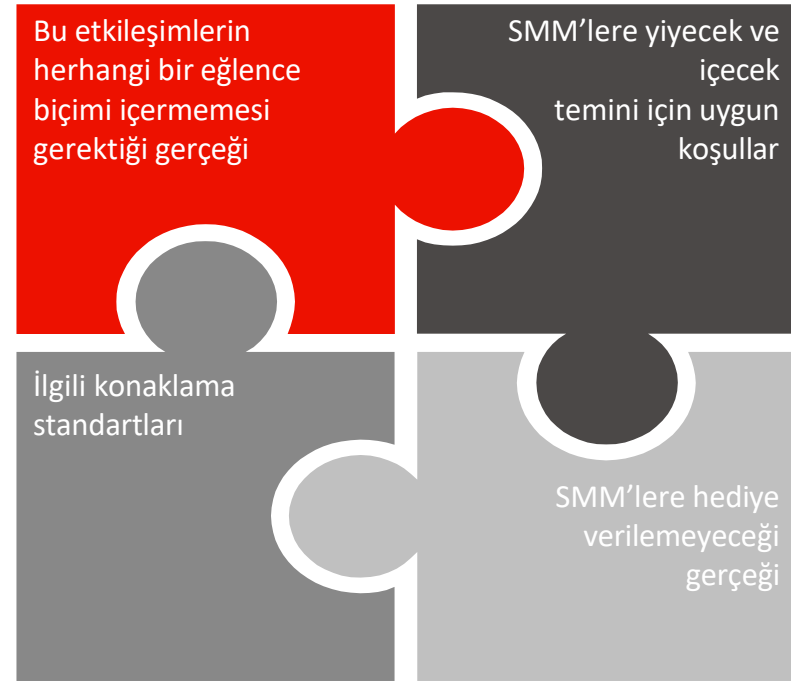 Bu etkileşimlerin
herhangi bir eğlence
biçimi içermemesi
gerektiği gerçeği
SMM’lere yiyecek ve
içecek
temini için uygun
koşullar
İlgili konaklama
standartları
SMM’lere hediye
verilemeyeceği
gerçeği